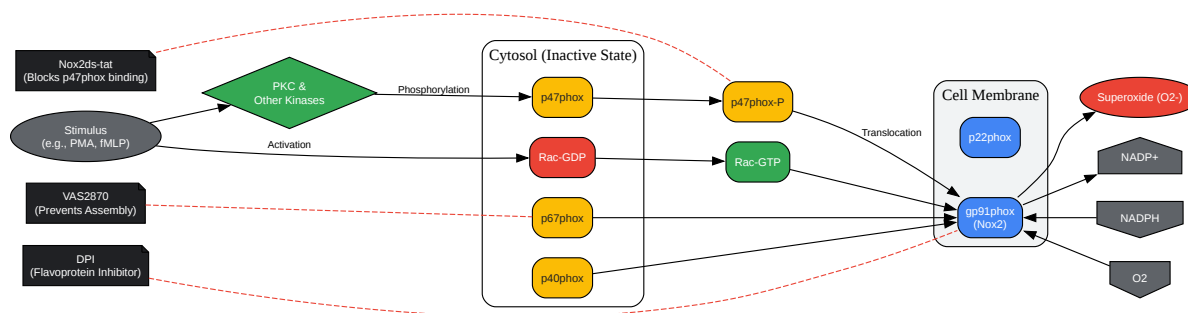 Nox2ds-tat
(Blocks p47phox binding)
Stimulus
(e.g., PMA, fMLP)
VAS2870
(Prevents Assembly)
DPI
(Flavoprotein Inhibitor)
PKC &
Other Kinases
Phosphorylation
Activation
Cytosol (Inactive State)
p47phox
Rac-GDP
p67phox
p40phox
p47phox-P
Rac-GTP
Translocation
Cell Membrane
p22phox
gp91phox
(Nox2)
Superoxide (O2-)
NADP+
NADPH
O2